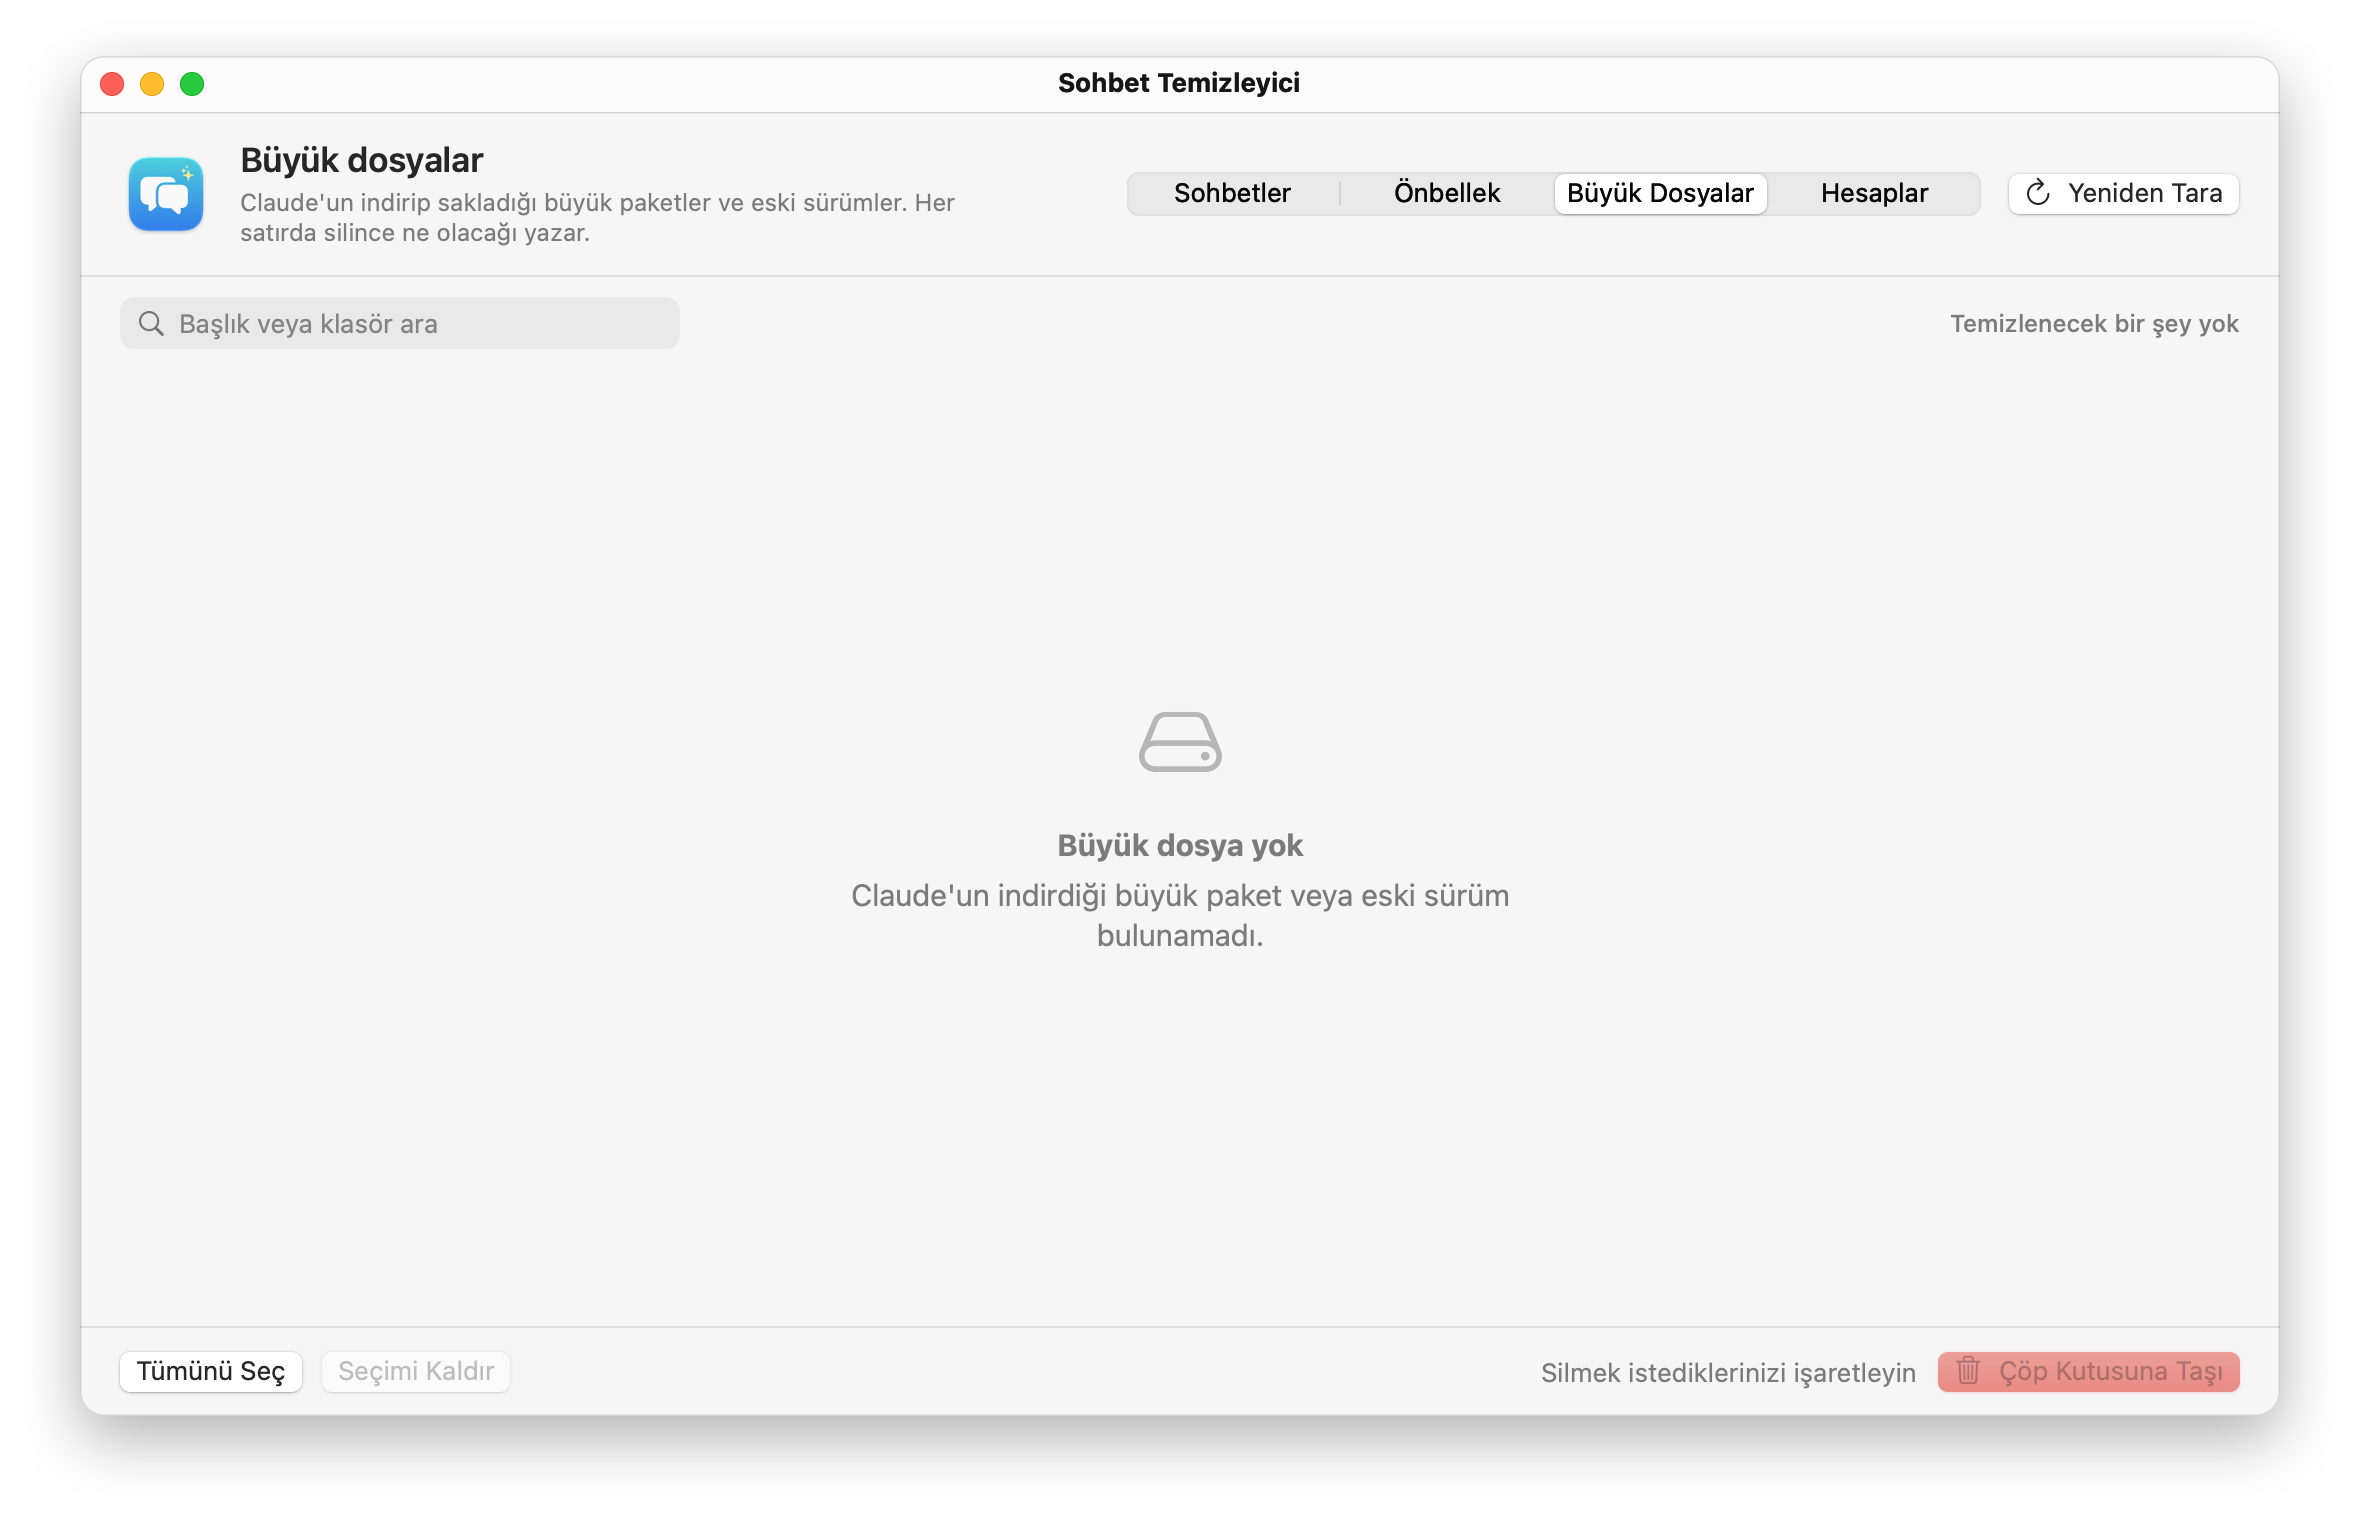 Sohbet Temizleyici
Büyük dosyalar
Claude'un indirip sakladığı büyük paketler ve eski sürümler. Her
satırda silince ne olacağı yazar.
Sohbetler
Önbellek
Büyük Dosyalar
Hesaplar
Yeniden Tara
Başlık veya klasör ara
Temizlenecek bir şey yok
Büyük dosya yok
Claude'un indirdiği büyük paket veya eski sürüm
bulunamadı.
Tümünü Seç
Seçimi Kaldır
Silmek istediklerinizi işaretleyin
Çöp Kutusuna Taşı